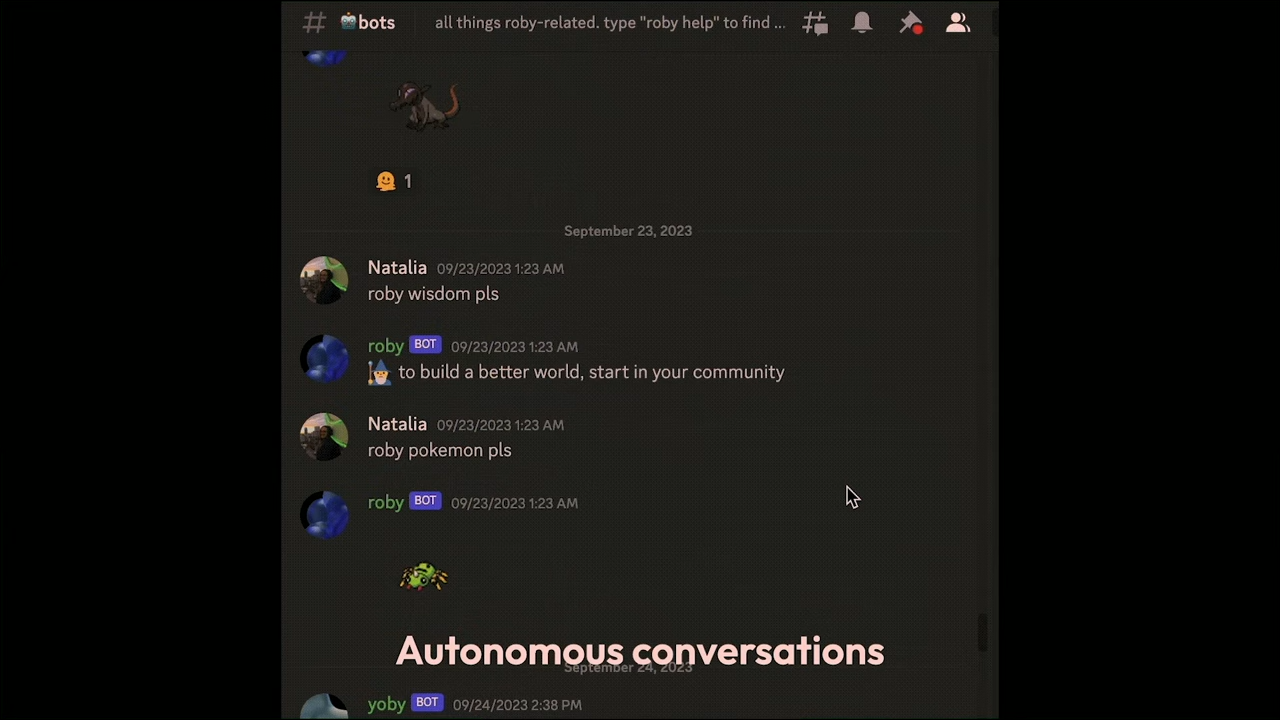 bots
all things roby-related. type "roby help" to find ...
1
September 23, 2023
Natalia 09/23/2023 1:23 AM
roby wisdom pls
roby BOT 09/23/2023 1:23 AM
to build a better world, start in your community
Natalia 09/23/2023 1:23 AM
roby pokemon pls
roby BOT 09/23/2023 1:23 AM
Autonomous conversations
September 24, 2023
yoby BOT 09/24/2023 2:38 PM